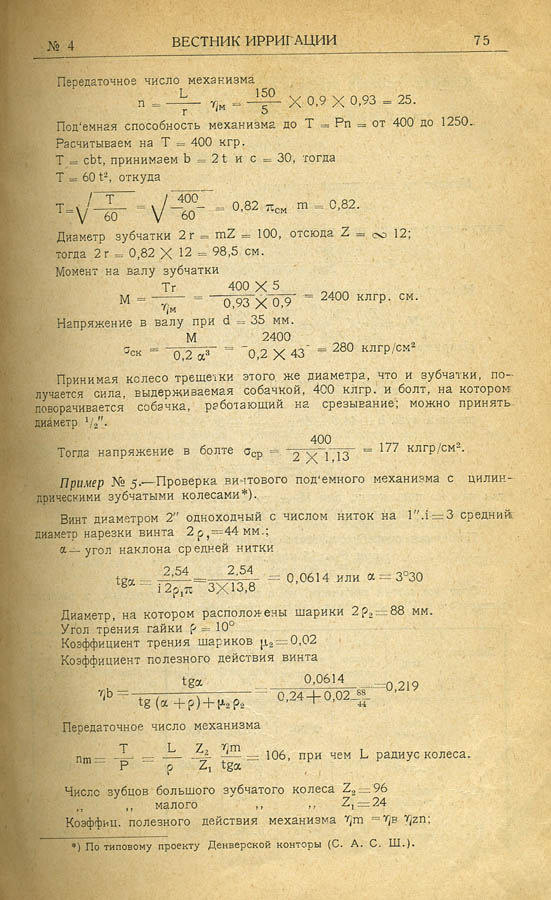 № 4 ВЕСТНИК ИРРИГАЦИИ 75
Передаточное число механизма
n = L/r ηм = 150/5 X 0,9 X 0,93 = 25.
Под'емная способность механизма до T = Pn = от 400 до 1250.
Расчитываем на T = 400 кгр.
T = cbt, принимаем b = 2t и c = 30, тогда
T = 60 t², откуда
T=√T/60 = √400/60 = 0,82 πсм m = 0,82.
Диаметр зубчатки 2r = mZ = 100, отсюда Z = ∞ 12;
тогда 2r = 0,82 X 12 = 98,5 см.
Момент на валу зубчатки
M = Tr/ηм = 400 X 5/0,93 X 0,9 = 2400 клгр. см.
Напряжение в валу при d = 35 мм.
σск = M/0,2 a³ = 2400/0,2 X 43 = 280 клгр/см²
Принимая колесо трещетки этого же диаметра, что и зубчатки, по-
лучается сила, выдерживаемая собачкой, 400 клгр. и болт, на котором
поворачивается собачка, работающий на срезывание; можно принять
диаметр ¹/₂".
Тогда напряжение в болте σср = 400/2 X 1,13 = 177 клгр/см².
Пример № 5.—Проверка винтового под'емного механизма с цилин-
дрическими зубчатыми колесами*).
Винт диаметром 2" одноходный с числом ниток на 1".i=3 средний
диаметр нарезки винта 2ρ,=44 мм.;
α — угол наклона средней нитки
tgα = 2,54/i 2ρ₁π = 2,54/3X13,8 = 0,0614 или α = 3°30
Диаметр, на котором расположены шарики 2ρ₂=88 мм.
Угол трения гайки ρ = 10°
Коэффициент трения шариков μ₂=0,02
Коэффициент полезного действия винта
ηb = tgα/tg (α + ρ) + μ₂ ρ₂ = 0,0614/0,24 + 0,02 88/44 = 0,219
Передаточное число механизма
nm = T/P = L/ρ Z₂/Z₁ ηm/tgα = 106, при чем L радиус колеса.
Число зубцов большого зубчатого колеса Z₂=96
,, ,, малого ,, ,, Z₁=24
Коэффиц. полезного действия механизма ηm =ηв ηzn;
*) По типовому проекту Денверской конторы (С. А. С. Ш.).